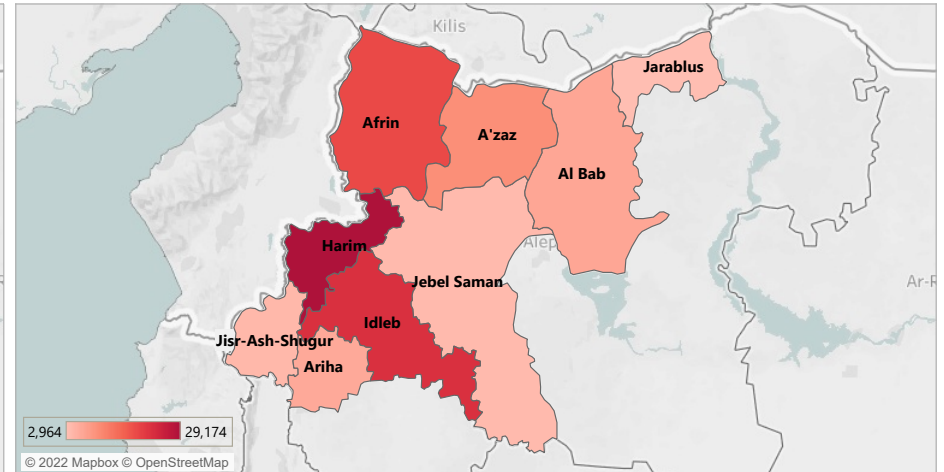 Kilis
Jarablus
Afrin
A'zaz
Al Bab
Harim
Alep
Jebel Saman
Ar-R
Idleb
Jisr-Ash-Shugur
Ariha
2,964
29,174
© 2022 Mapbox © OpenStreetMap